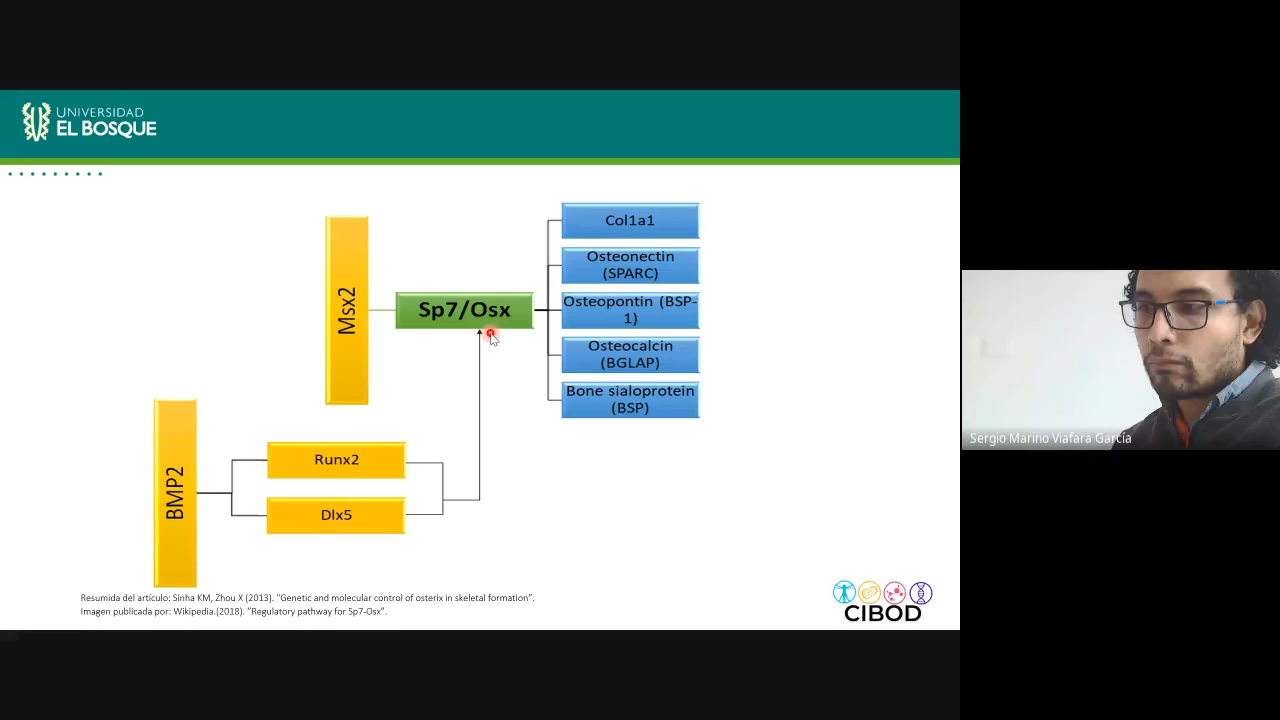 UNIVERSIDAD
EL BOSQUE
Msx2
Sp7/Osx
Col1a1
Osteonectin
(SPARC)
Osteopontin (BSP-
1)
Osteocalcin
(BGLAP)
Bone sialoprotein
(BSP)
BMP2
Runx2
Dlx5
Sergio Marino Viafara García
Resumida del artículo: Sinha KM, Zhou X (2013). "Genetic and molecular control of osterix in skeletal formation".
Imagen publicada por: Wikipedia.(2018). "Regulatory pathway for Sp7-Osx".
CIBOD